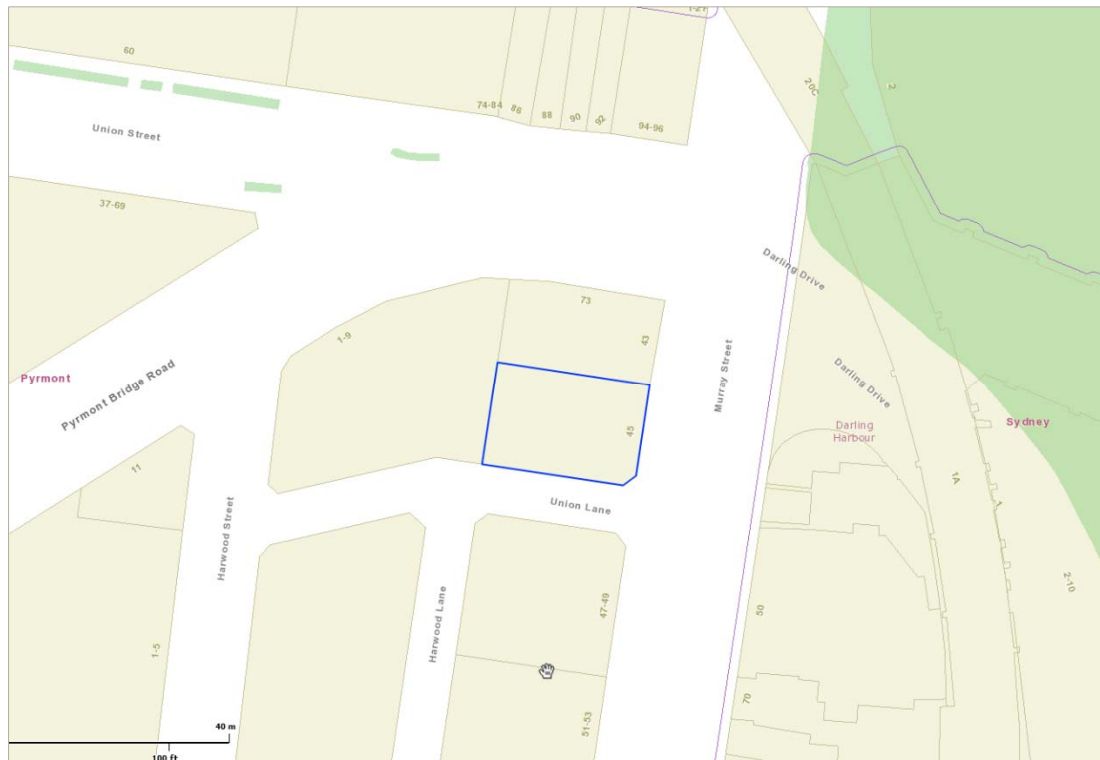 1-27
60
74-84
86
88
90
92
94-96
20C
2
Union Street
37-69
Darling Drive
73
43
1-9
Murray Street
Pyrmont
Pyrmont Bridge Road
Darling Drive
45
Darling
Harbour
Sydney
11
1A
1
Union Lane
Harwood Street
2-10
47-49
Harwood Lane
50
1-5
70
51-53
40 m
100 ft